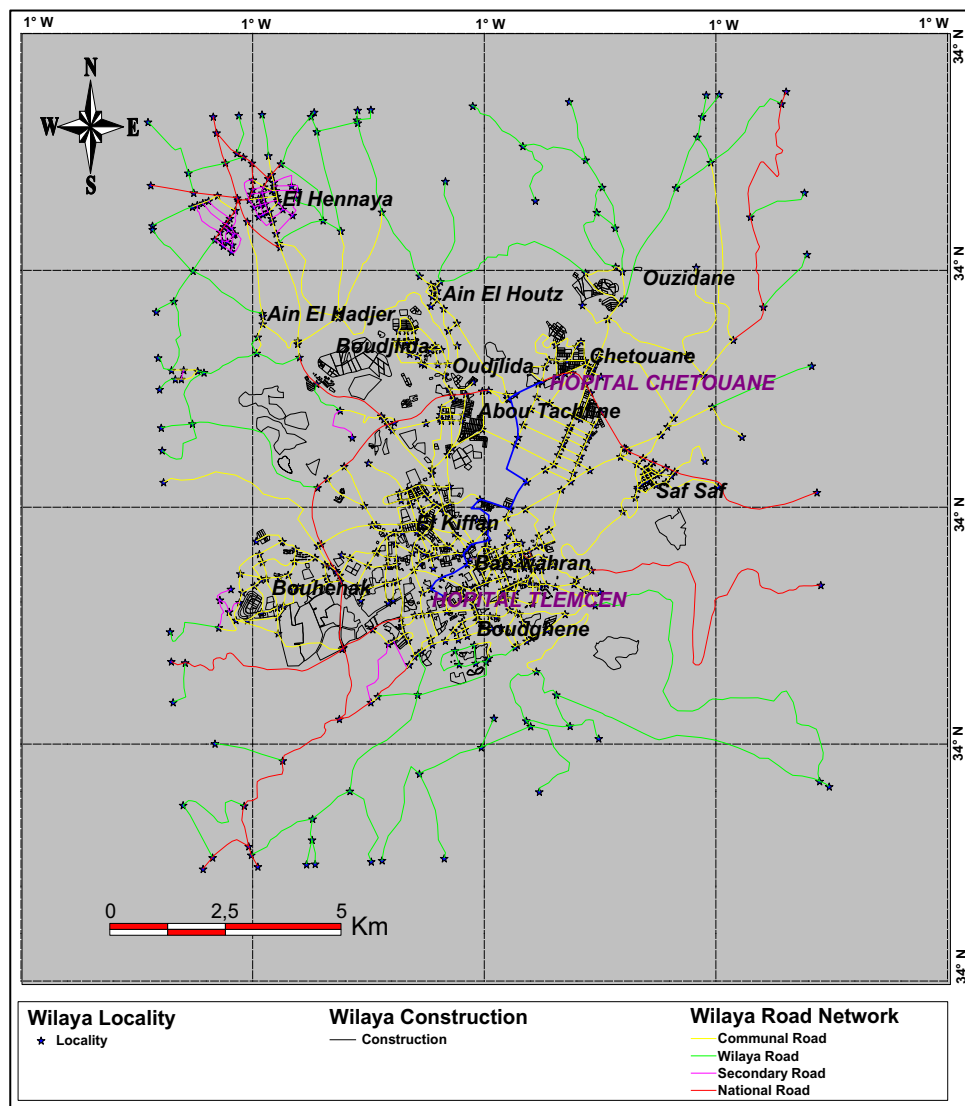 1° W 1° W 1° W 1° W 1° W
34° N
N
W E
S
El Hennaya
Ouzidane
Ain El Houtz
Ain El Hadjer
34° N
Boudjlida
Chetouane
Oudjlida
HOPITAL CHETOUANE
Abou Tachfine
Saf Saf
34° N
El Kiffan
Bab wahran
Bouhenak
HOPITAL TLEMCEN
Boudghene
34° N
0 2,5 5
Km
34° N
Wilaya Locality
Locality
Wilaya Construction
Construction
Wilaya Road Network
Communal Road
Wilaya Road
Secondary Road
National Road